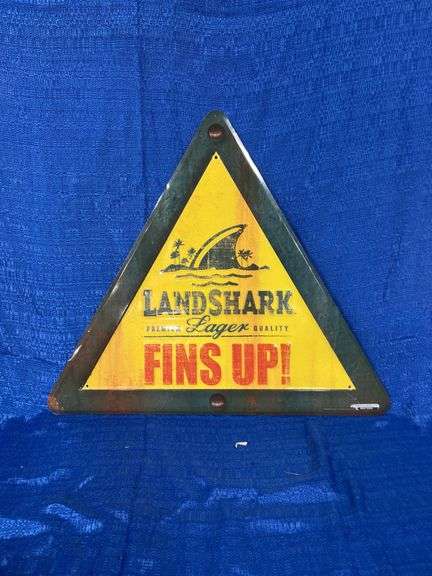 LANDSHARK
PREMIUM Lager QUALITY
FINS UP!